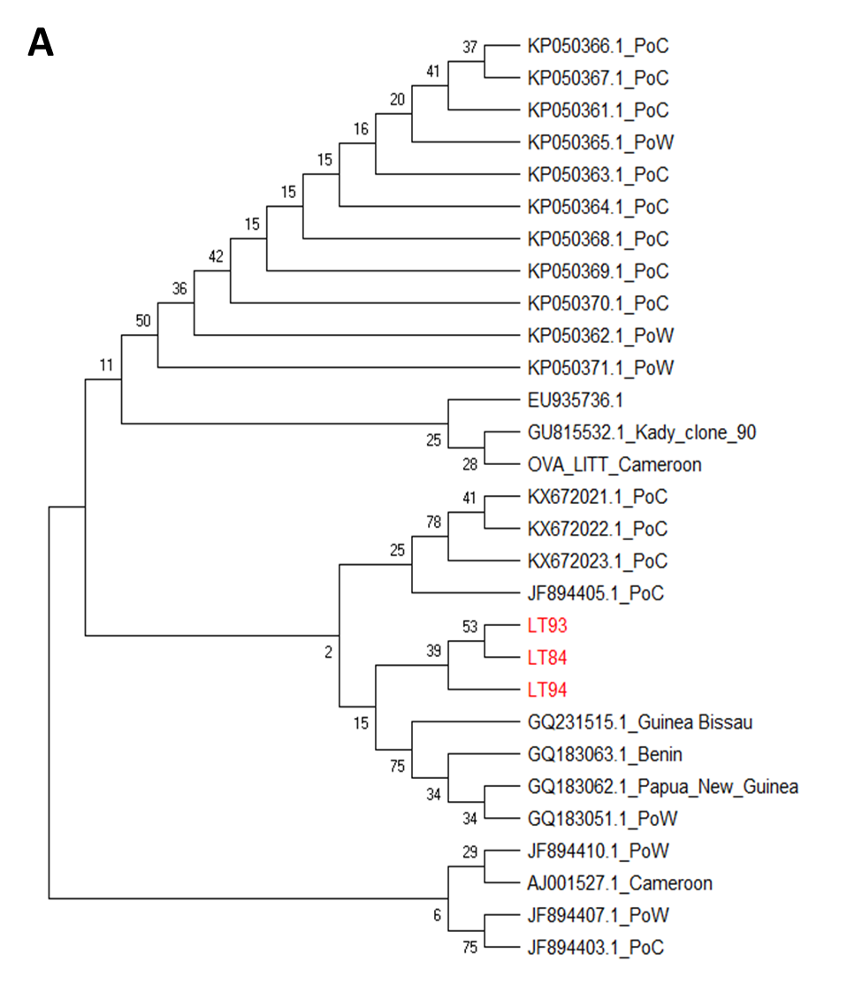 A
37
KP050366.1_PoC
KP050367.1_PoC
41
KP050361.1_PoC
20
KP050365.1_PoW
16
KP050363.1_PoC
15
KP050364.1_PoC
15
KP050368.1_PoC
15
KP050369.1_PoC
42
KP050370.1_PoC
36
KP050362.1_PoW
50
KP050371.1_PoW
11
EU935736.1
25
GU815532.1_Kady_clone_90
28
OVA_LITT_Cameroon
41
KX672021.1_PoC
78
KX672022.1_PoC
25
KX672023.1_PoC
JF894405.1_PoC
53
LT93
2
39
LT84
LT94
15
GQ231515.1_Guinea Bissau
75
GQ183063.1_Benin
34
GQ183062.1_Papua_New_Guinea
34
GQ183051.1_PoW
29
JF894410.1_PoW
AJ001527.1_Cameroon
6
JF894407.1_PoW
75
JF894403.1_PoC